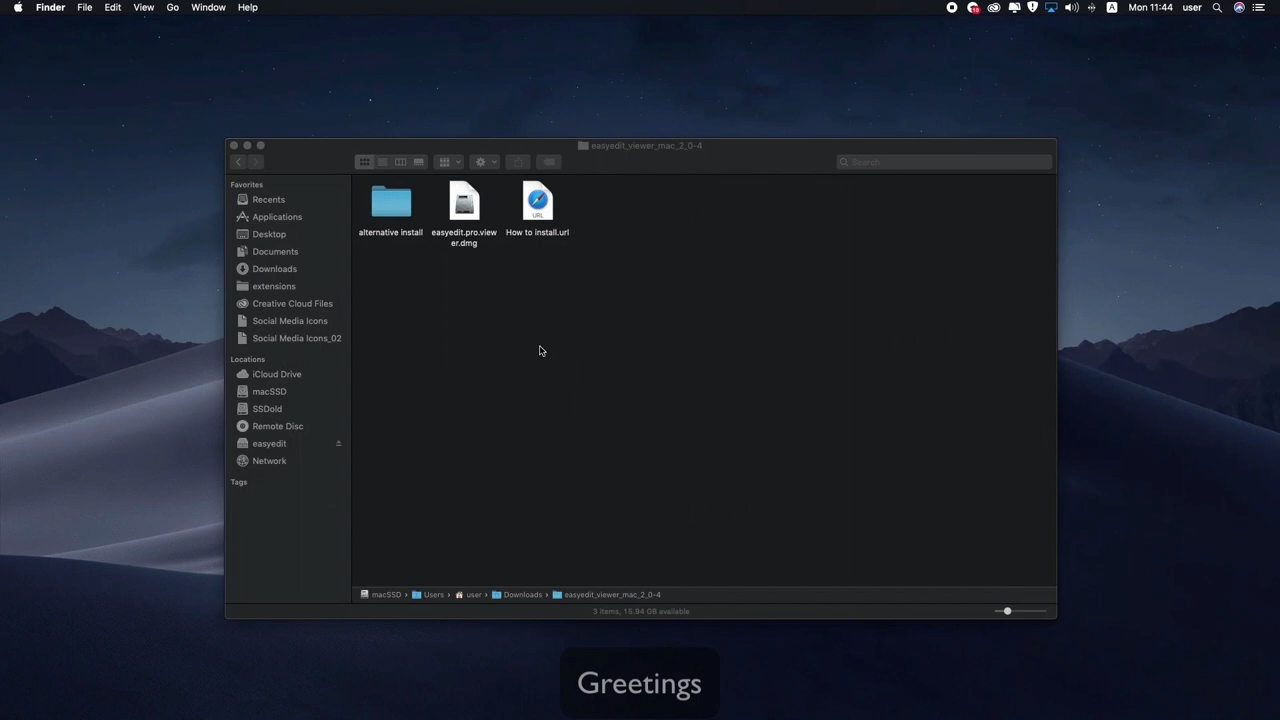 Finder File Edit View Go Window Help
10 A Mon 11:44 user
easyedit_viewer_mac_2_0-4
Search
Favorites
Recents
Applications
Desktop
Documents
Downloads
extensions
Creative Cloud Files
Social Media Icons
Social Media Icons_02
Locations
iCloud Drive
macSSD
SSDold
Remote Disc
easyedit
Network
Tags
alternative install
easyedit.pro.view
er.dmg
URL
How to install.url
macSSD › Users › user › Downloads › easyedit_viewer_mac_2_0-4
3 items, 15.94 GB available
Greetings